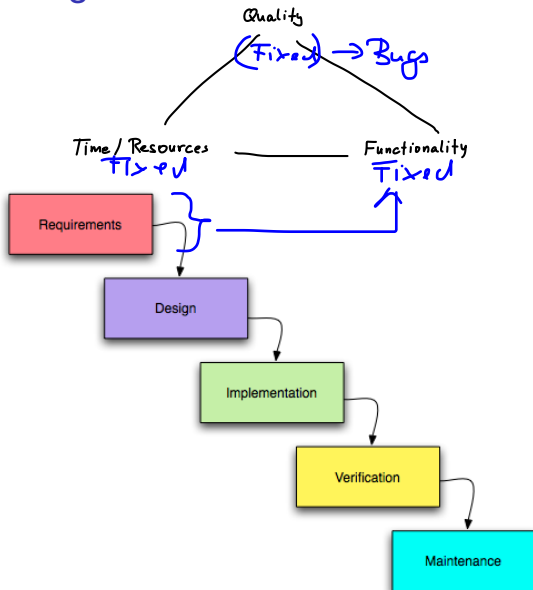 Quality
(Fixed) → Bugs
Time / Resources
Fixed
Functionality
Fixed
Requirements
Design
Implementation
Verification
Maintenance